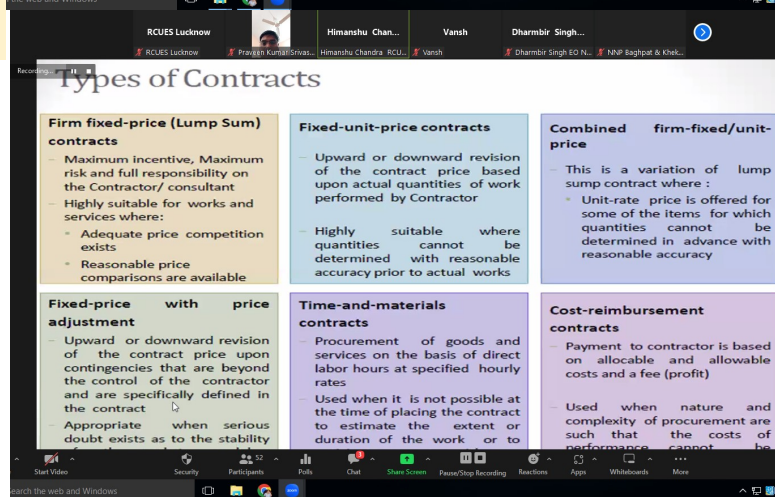 the web and Windows
RCUES Lucknow
Himanshu Chan...
Vansh
Dharmbir Singh...
RCUES Lucknow
Praveen Kumar Srivas...
Himanshu Chandra RCU...
Vansh
Dharmbir Singh EO N...
NNP Baghpat & Khek...
Recording...
Types of Contracts
Firm fixed-price (Lump Sum)
contracts
– Maximum incentive, Maximum
risk and full responsibility on
the Contractor/ consultant
– Highly suitable for works and
services where:
▪ Adequate price competition
exists
▪ Reasonable price
comparisons are available
Fixed-unit-price contracts
– Upward or downward revision
of the contract price based
upon actual quantities of work
performed by Contractor
– Highly suitable where
quantities cannot be
determined with reasonable
accuracy prior to actual works
Combined firm-fixed/unit-
price
– This is a variation of lump
sump contract where :
▪ Unit-rate price is offered for
some of the items for which
quantities cannot be
determined in advance with
reasonable accuracy
Fixed-price with price
adjustment
– Upward or downward revision
of the contract price upon
contingencies that are beyond
the control of the contractor
and are specifically defined in
the contract
– Appropriate when serious
doubt exists as to the stability
Time-and-materials
contracts
– Procurement of goods and
services on the basis of direct
labor hours at specified hourly
rates
– Used when it is not possible at
the time of placing the contract
to estimate the extent or
duration of the work or to
Cost-reimbursement
contracts
– Payment to contractor is based
on allocable and allowable
costs and a fee (profit)
– Used when nature and
complexity of procurement are
such that the costs of
performance cannot be
52
3
Start Video
Security
Participants
Polls
Chat
Share Screen
Pause/Stop Recording
Reactions
Apps
Whiteboards
More
earch the web and Windows